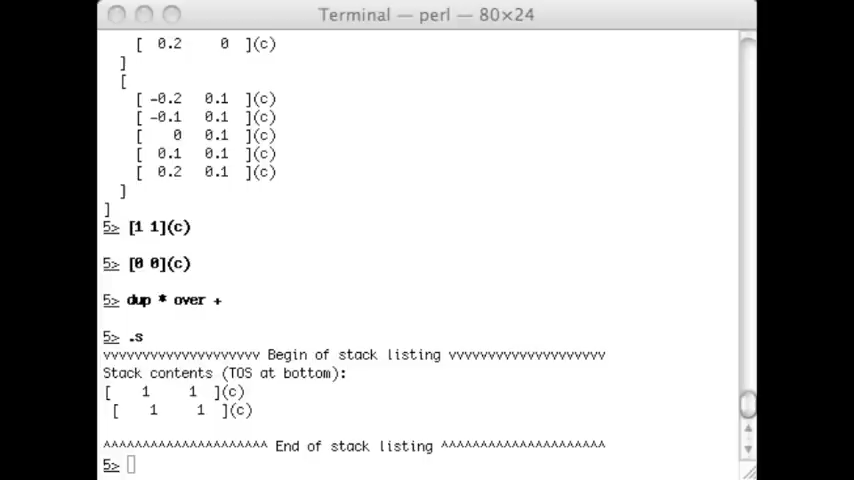 Terminal — perl — 80×24
[ 0.2 0 ](c)
]
[
[ -0.2 0.1 ](c)
[ -0.1 0.1 ](c)
[ 0 0.1 ](c)
[ 0.1 0.1 ](c)
[ 0.2 0.1 ](c)
]
]
5> [1 1](c)
5> [0 0](c)
5> dup * over +
5> .s
vvvvvvvvvvvvvvvvvvvv Begin of stack listing vvvvvvvvvvvvvvvvvvvv
Stack contents (TOS at bottom):
[ 1 1 ](c)
[ 1 1 ](c)
^^^^^^^^^^^^^^^^^^^^^ End of stack listing ^^^^^^^^^^^^^^^^^^^^^
5>